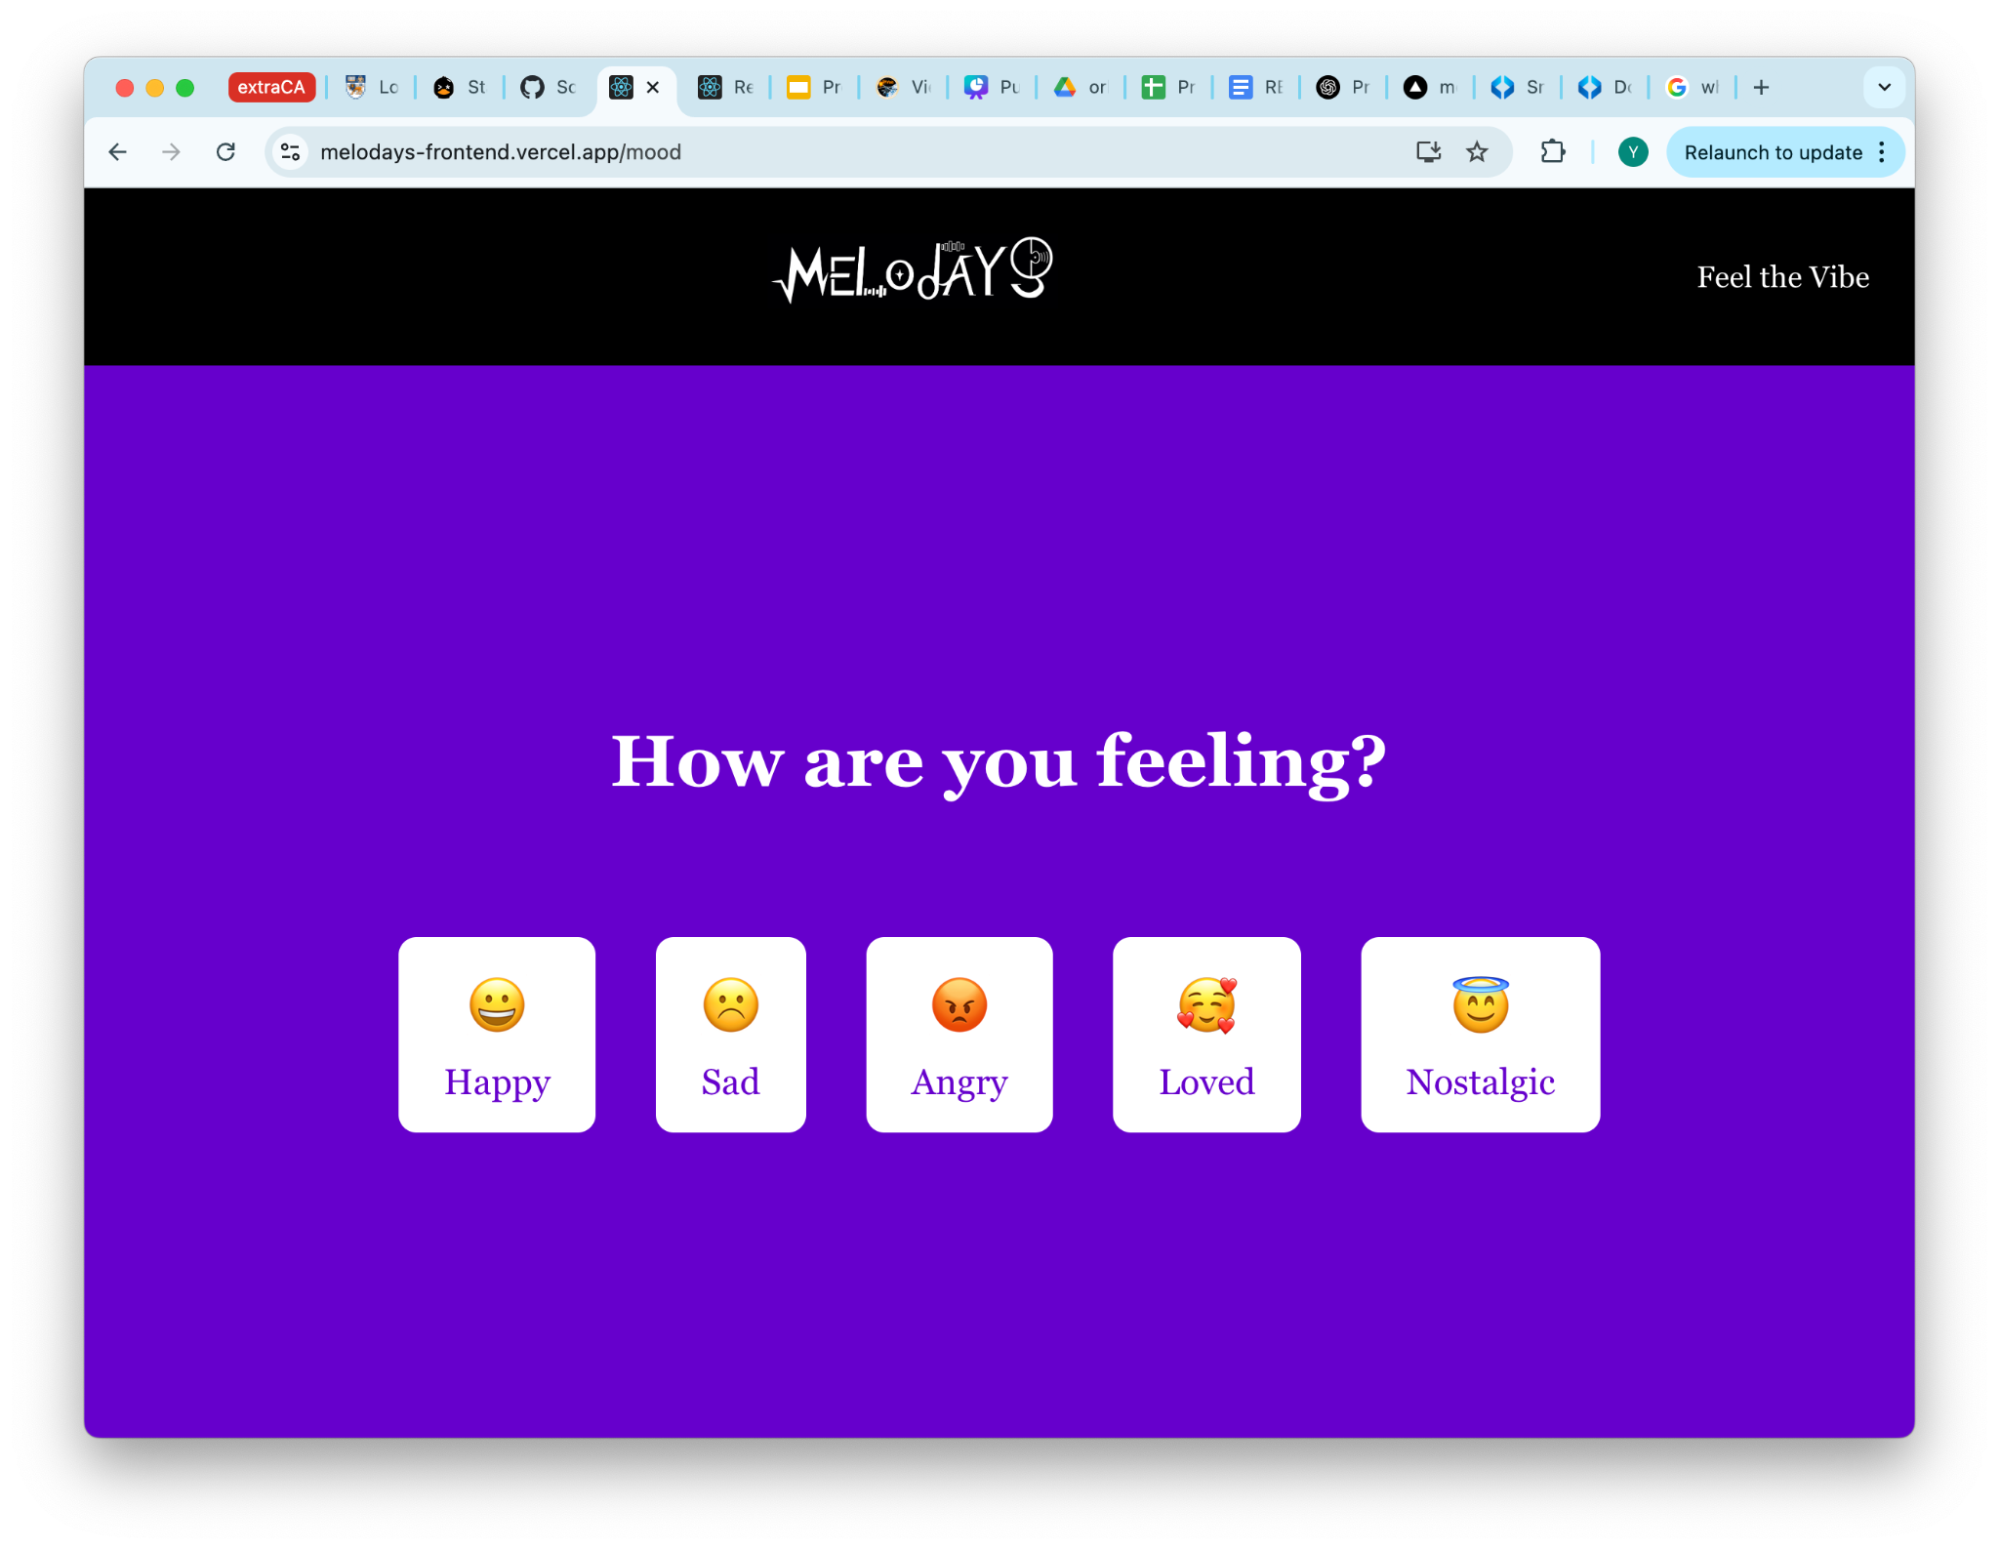 extraCA
Lo
St
Sc
Re
Pr
Vi
Pu
or
Pr
RE
Pr
m
Sr
Do
wl
melodays-frontend.vercel.app/mood
Y
Relaunch to update
MELodAYS
Feel the Vibe
How are you feeling?
Happy
Sad
Angry
Loved
Nostalgic